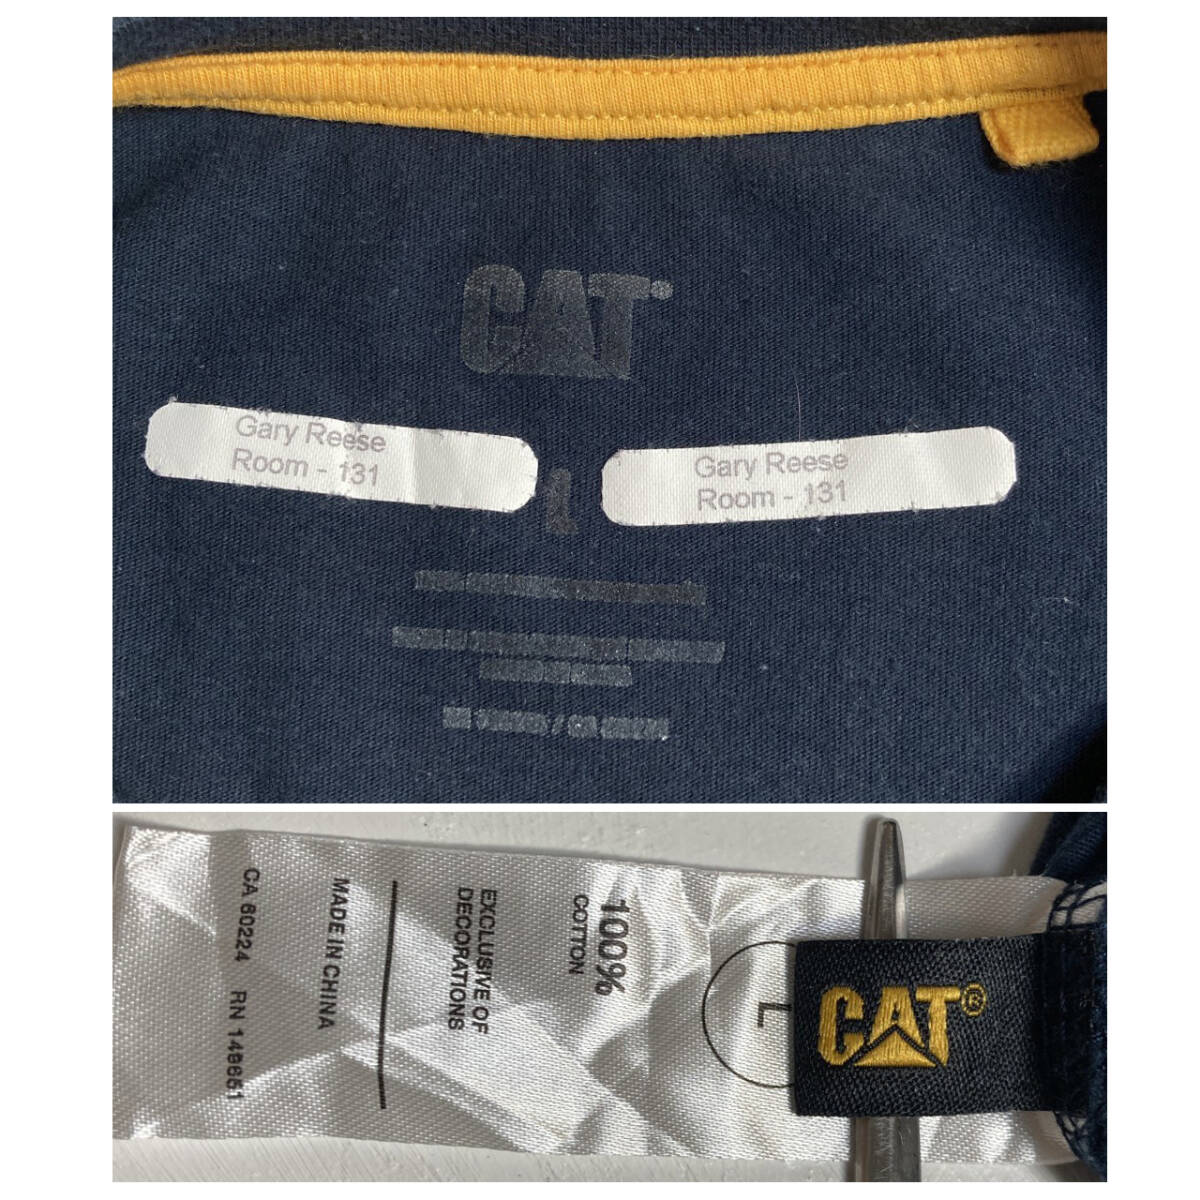 CAT®
Gary Reese
Room - 131
L
Gary Reese
Room - 131
100%
COTTON
EXCLUSIVE OF
DECORATIONS
MADE IN CHINA
CA 60224 RN 149651
L
CAT®